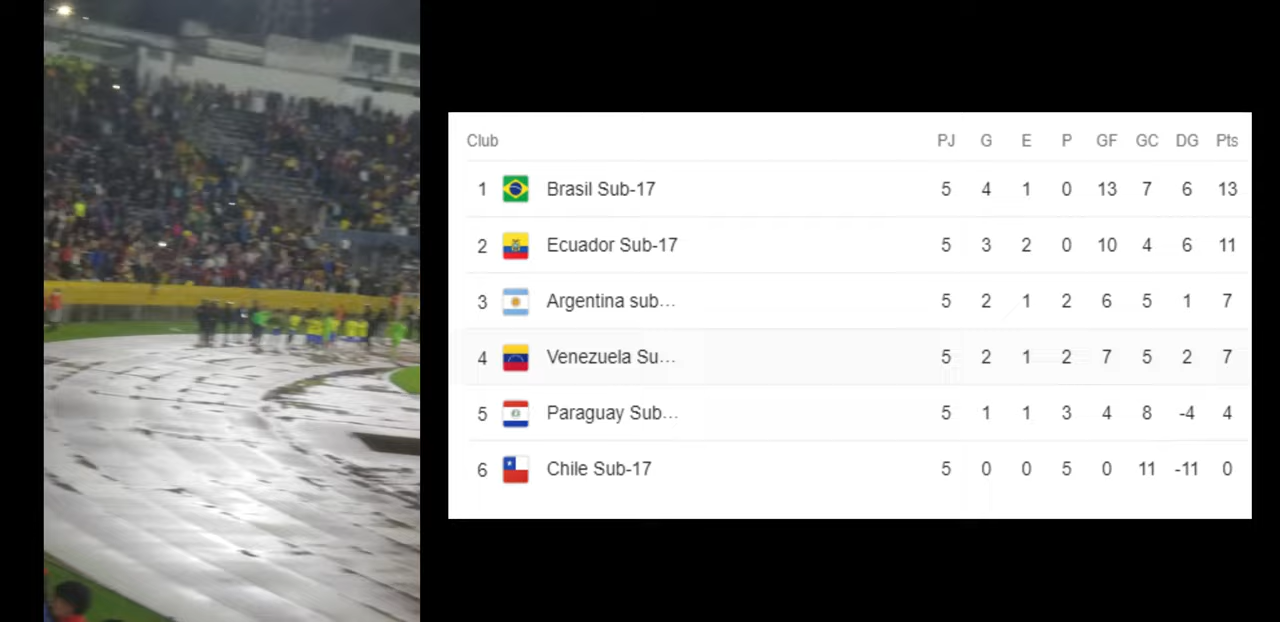 Club PJ G E P GF GC DG Pts
1 Brasil Sub-17 5 4 1 0 13 7 6 13
2 Ecuador Sub-17 5 3 2 0 10 4 6 11
3 Argentina sub... 5 2 1 2 6 5 1 7
4 Venezuela Su... 5 2 1 2 7 5 2 7
5 Paraguay Sub... 5 1 1 3 4 8 -4 4
6 Chile Sub-17 5 0 0 5 0 11 -11 0